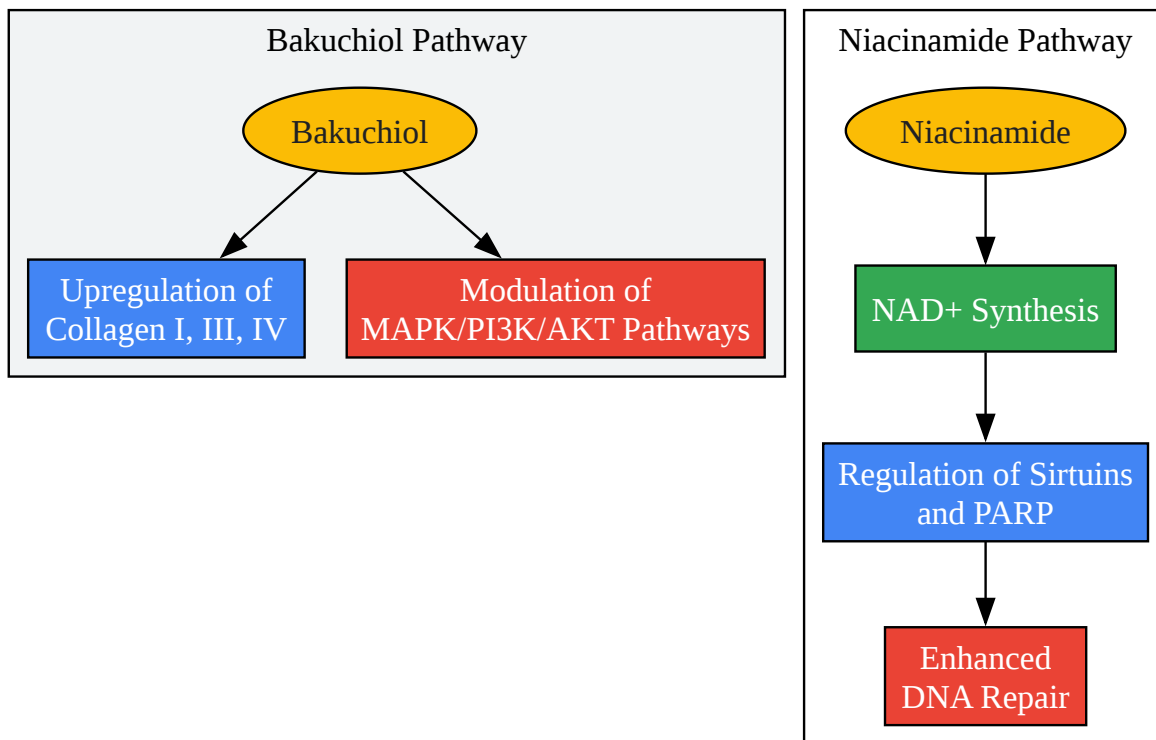 Bakuchiol Pathway
Bakuchiol
Upregulation of
Collagen I, III, IV
Modulation of
MAPK/PI3K/AKT Pathways
Niacinamide Pathway
Niacinamide
NAD+ Synthesis
Regulation of Sirtuins
and PARP
Enhanced
DNA Repair